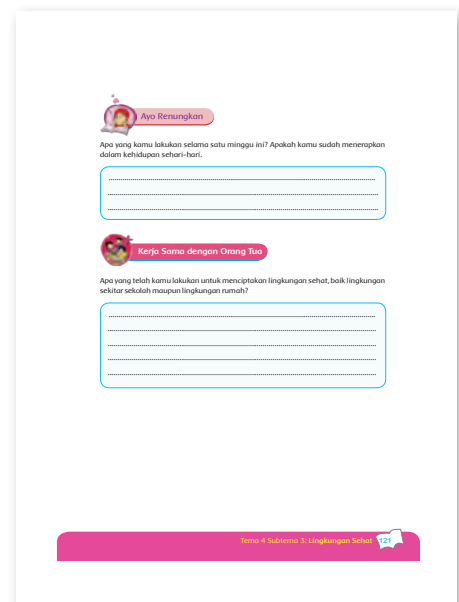 Ayo Renungkan
Apa yang kamu lakukan selama satu minggu ini? Apakah kamu sudah menerapkan
dalam kehidupan sehari-hari.
Kerja Sama dengan Orang Tua
Apa yang telah kamu lakukan untuk menciptakan lingkungan sehat, baik lingkungan
sekitar sekolah maupun lingkungan rumah?
Tema 4 Subtema 3: Lingkungan Sehat 121